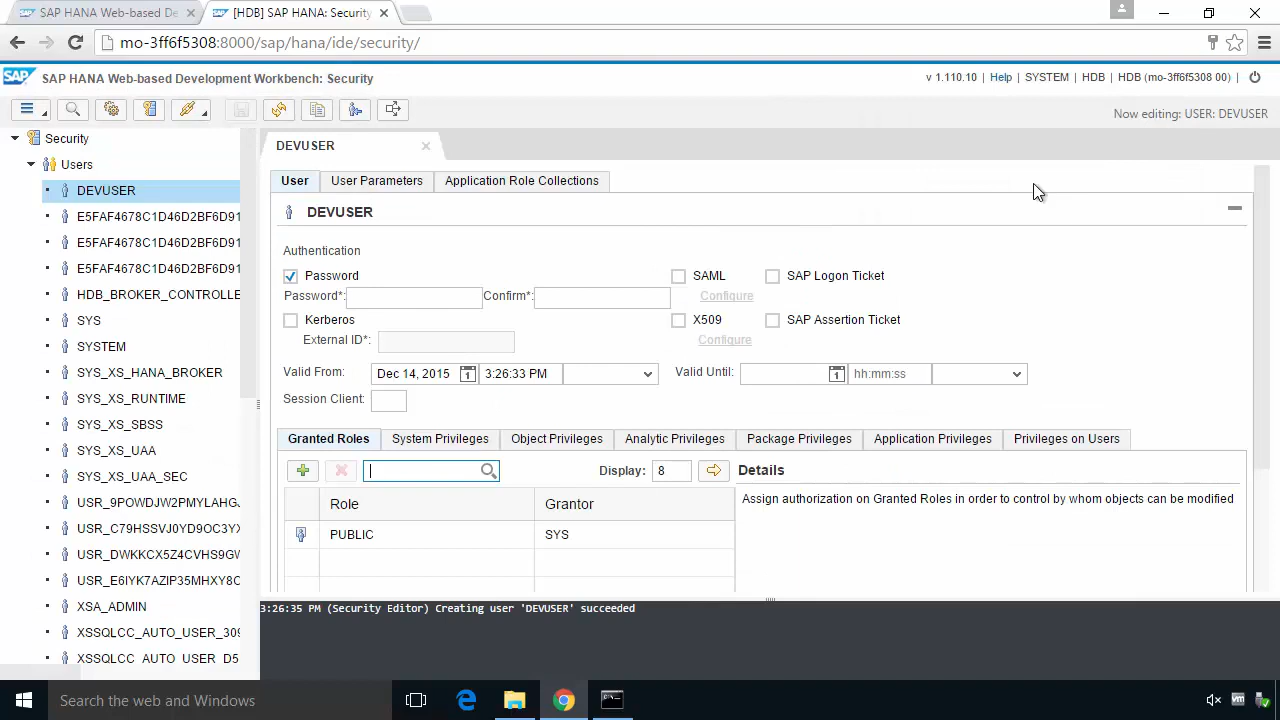 SAP HANA Web-based De
[HDB] SAP HANA: Security
mo-3ff6f5308:8000/sap/hana/ide/security/
SAP SAP HANA Web-based Development Workbench: Security
v 1.110.10 | Help | SYSTEM | HDB | HDB (mo-3ff6f5308 00) |
Now editing: USER: DEVUSER
Security
Users
DEVUSER
E5FAF4678C1D46D2BF6D91
E5FAF4678C1D46D2BF6D91
E5FAF4678C1D46D2BF6D91
HDB_BROKER_CONTROLLE
SYS
SYSTEM
SYS_XS_HANA_BROKER
SYS_XS_RUNTIME
SYS_XS_SBSS
SYS_XS_UAA
SYS_XS_UAA_SEC
USR_9POWDJW2PMYLAHGJ
USR_C79HSSVJ0YD9OC3YX
USR_DWKKCX5Z4CVHS9GW
USR_E6IYK7AZIP35MHXY8C
XSA_ADMIN
XSSQLCC_AUTO_USER_309
XSSQLCC_AUTO_USER_D5
DEVUSER
User
User Parameters
Application Role Collections
DEVUSER
Authentication
Password
SAML
SAP Logon Ticket
Password*:
Confirm*:
Configure
Kerberos
X509
SAP Assertion Ticket
External ID*:
Configure
Valid From: Dec 14, 2015 1 3:26:33 PM
Valid Until: 1 hh:mm:ss
Session Client:
Granted Roles
System Privileges
Object Privileges
Analytic Privileges
Package Privileges
Application Privileges
Privileges on Users
Display: 8
Details
Assign authorization on Granted Roles in order to control by whom objects can be modified
Role
Grantor
PUBLIC
SYS
3:26:35 PM (Security Editor) Creating user 'DEVUSER' succeeded
Search the web and Windows